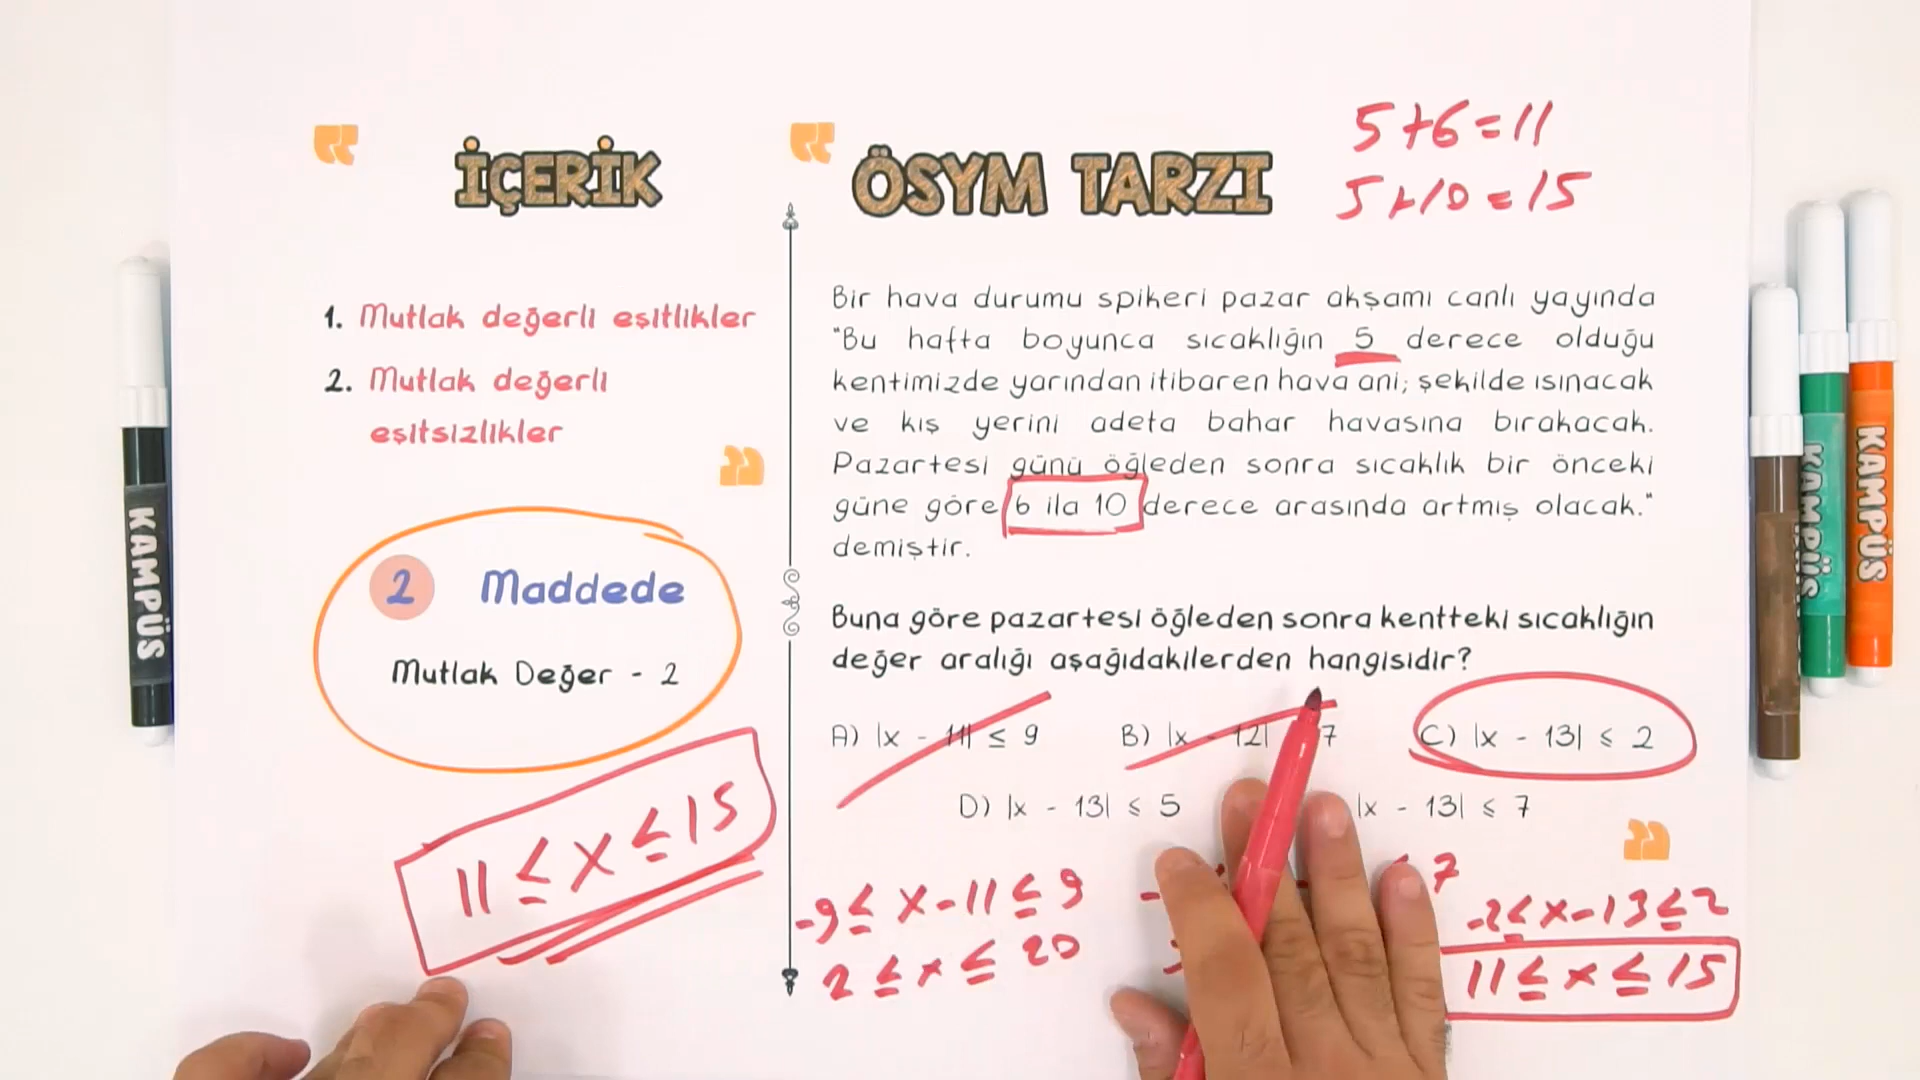 İÇERİK
1. Mutlak değerli eşitlikler
2. Mutlak değerli
eşitsizlikler
2 Maddede
Mutlak Değer - 2
11 ≤ x ≤ 15
ÖSYM TARZI
5+6=11
5+10=15
Bir hava durumu spikeri pazar akşamı canlı yayında
"Bu hafta boyunca sıcaklığın 5 derece olduğu
kentimizde yarından itibaren hava ani; şekilde ısınacak
ve kış yerini adeta bahar havasına bırakacak.
Pazartesi günü öğleden sonra sıcaklık bir önceki
güne göre 6 ila 10 derece arasında artmış olacak."
demiştir.
Buna göre pazartesi öğleden sonra kentteki sıcaklığın
değer aralığı aşağıdakilerden hangisidir?
A) |x - 11| ≤ 9
B) |x - 12| 7
C) |x - 13| ≤ 2
D) |x - 13| ≤ 5
|x - 13| ≤ 7
-9 ≤ x-11 ≤ 9
2 ≤ x ≤ 20
7
-2 ≤ x-13 ≤ 2
11 ≤ x ≤ 15
KAMPÜS
KAMPÜS
KAMPÜS